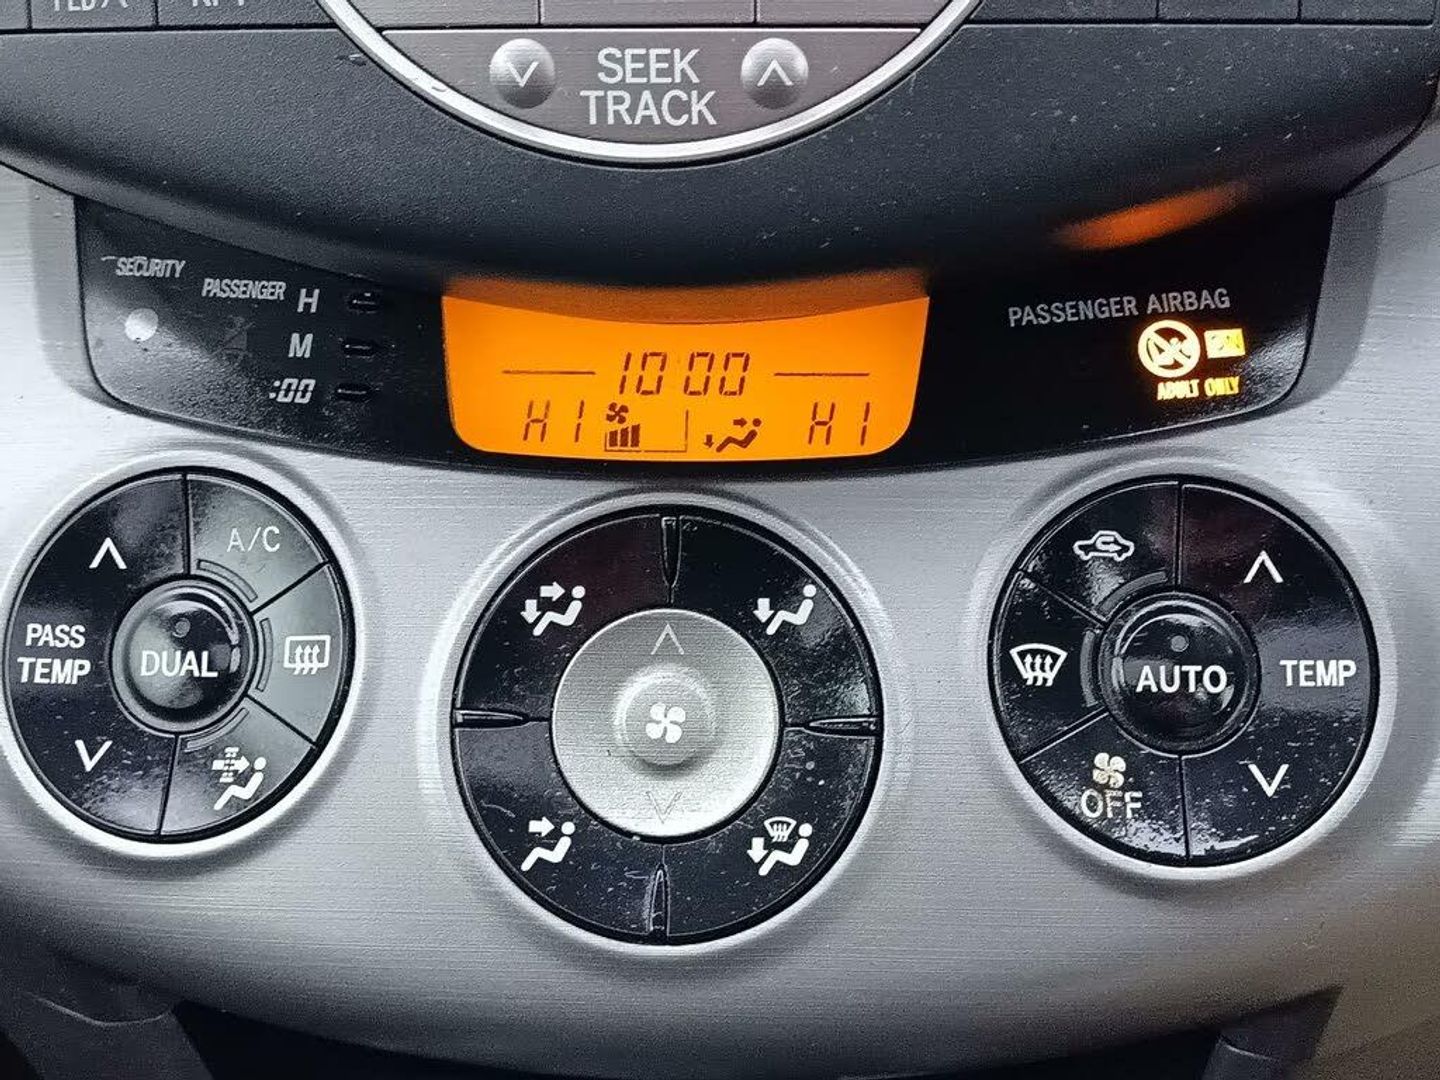 SEEK
TRACK
SECURITY
PASSENGER H
M
:00
10:00
HI HI
PASSENGER AIRBAG
ADULT ONLY
A/C
PASS
TEMP
DUAL
AUTO
TEMP
OFF